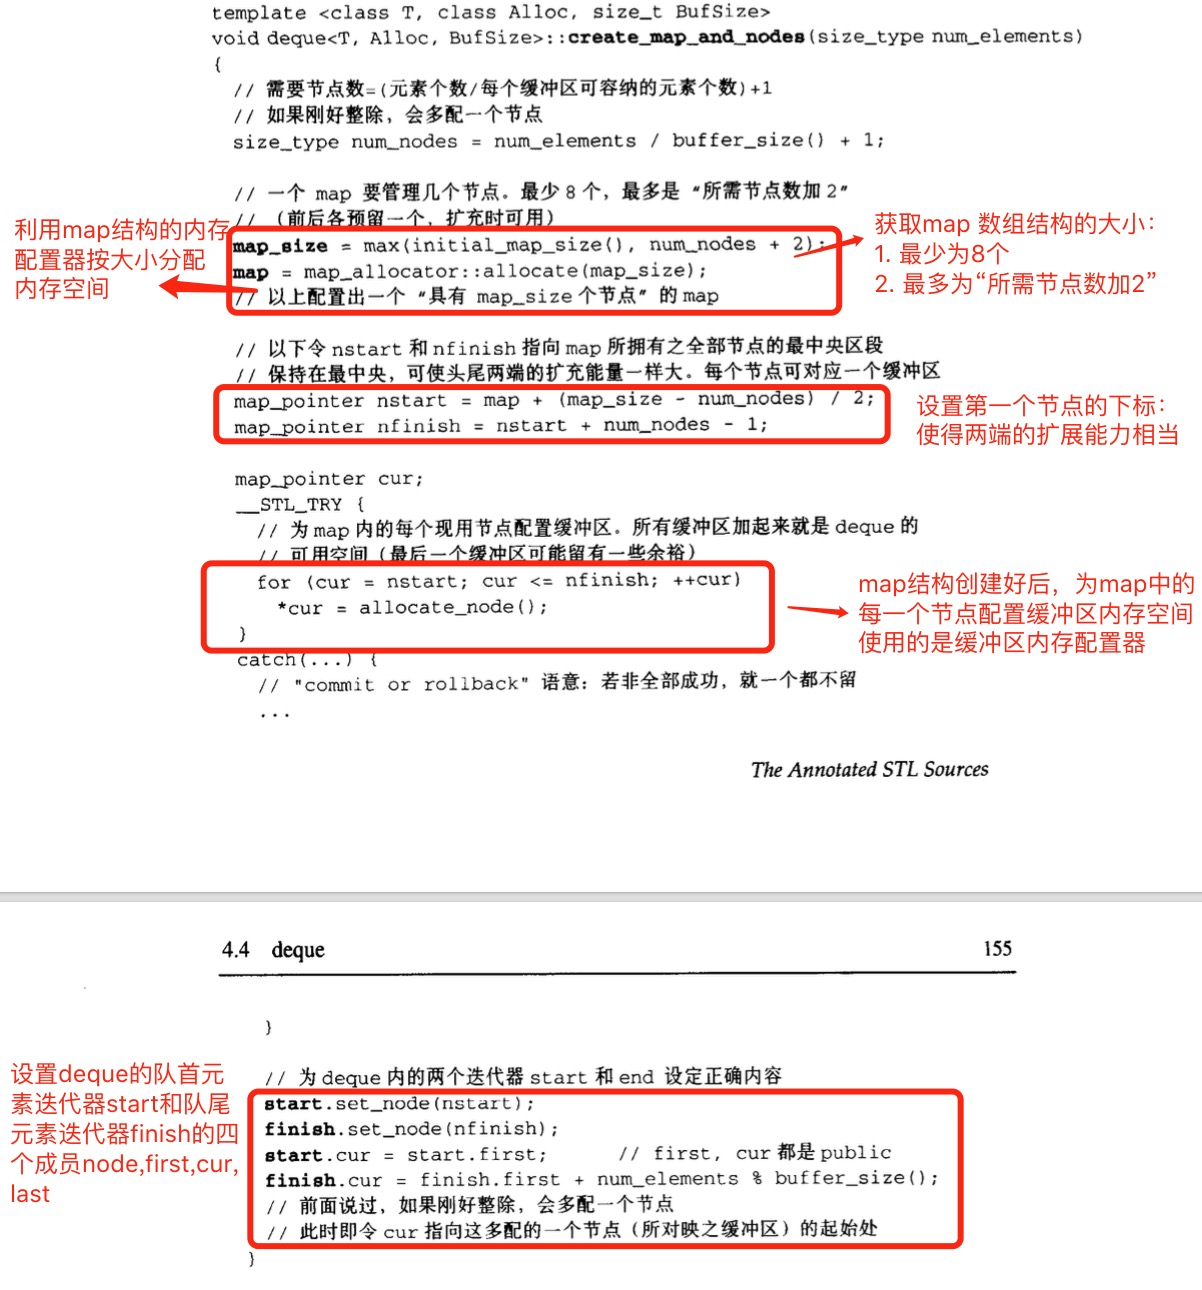 template <class T, class Alloc, size_t BufSize>
void deque<T, Alloc, BufSize>::create_map_and_nodes(size_type num_elements)
{
// 需要节点数=(元素个数/每个缓冲区可容纳的元素个数)+1
// 如果刚好整除，会多配一个节点
size_type num_nodes = num_elements / buffer_size() + 1;
// 一个 map 要管理几个节点。最少 8 个，最多是 “所需节点数加 2”
// （前后各预留一个，扩充时可用）
利用map结构的内存
配置器按大小分配
内存空间
map_size = max(initial_map_size(), num_nodes + 2);
map = map_allocator::allocate(map_size);
// 以上配置出一个 “具有 map_size 个节点” 的 map
获取map 数组结构的大小：
1. 最少为8个
2. 最多为“所需节点数加2”
// 以下令 nstart 和 nfinish 指向 map 所拥有之全部节点的最中央区段
// 保持在最中央，可使头尾两端的扩充能量一样大。每个节点可对应一个缓冲区
map_pointer nstart = map + (map_size - num_nodes) / 2;
map_pointer nfinish = nstart + num_nodes - 1;
设置第一个节点的下标：
使得两端的扩展能力相当
map_pointer cur;
__STL_TRY {
// 为 map 内的每个现用节点配置缓冲区。所有缓冲区加起来就是 deque 的
// 可用空间（最后一个缓冲区可能留有一些余裕）
for (cur = nstart; cur <= nfinish; ++cur)
*cur = allocate_node();
}
map结构创建好后，为map中的
每一个节点配置缓冲区内存空间
使用的是缓冲区内存配置器
catch(...) {
// "commit or rollback" 语意：若非全部成功，就一个都不留
...
The Annotated STL Sources
4.4 deque 155
}
// 为 deque 内的两个迭代器 start 和 end 设定正确内容
设置deque的队首元
素迭代器start和队尾
元素迭代器finish的四
个成员node,first,cur,
last
start.set_node(nstart);
finish.set_node(nfinish);
start.cur = start.first; // first, cur 都是 public
finish.cur = finish.first + num_elements % buffer_size();
// 前面说过，如果刚好整除，会多配一个节点
// 此时即令 cur 指向这多配的一个节点（所对映之缓冲区）的起始处
}